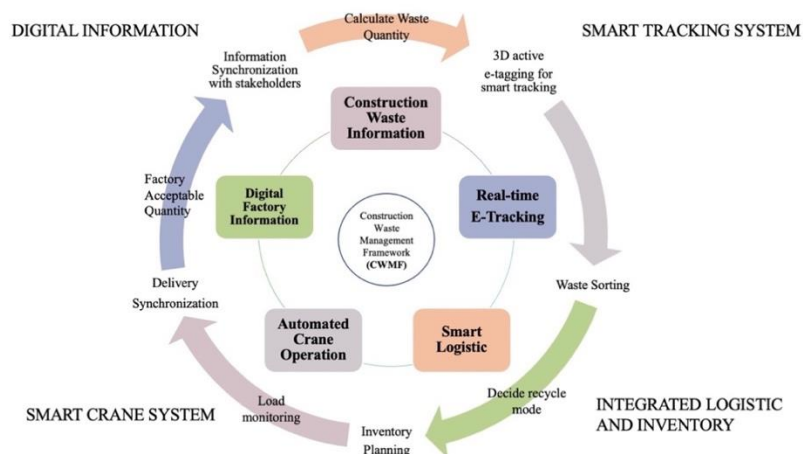 DIGITAL INFORMATION
Calculate Waste
Quantity
SMART TRACKING SYSTEM
Information
Synchronization
with stakeholders
3D active
e-tagging for
smart tracking
Construction
Waste
Information
Factory
Acceptable
Quantity
Digital
Factory
Information
Real-time
E-Tracking
Construction
Waste
Management
Framework
(CWMF)
Delivery
Synchronization
Waste Sorting
Automated
Crane
Operation
Smart
Logistic
SMART CRANE SYSTEM
Load
monitoring
Decide recycle
mode
INTEGRATED LOGISTIC
AND INVENTORY
Inventory
Planning